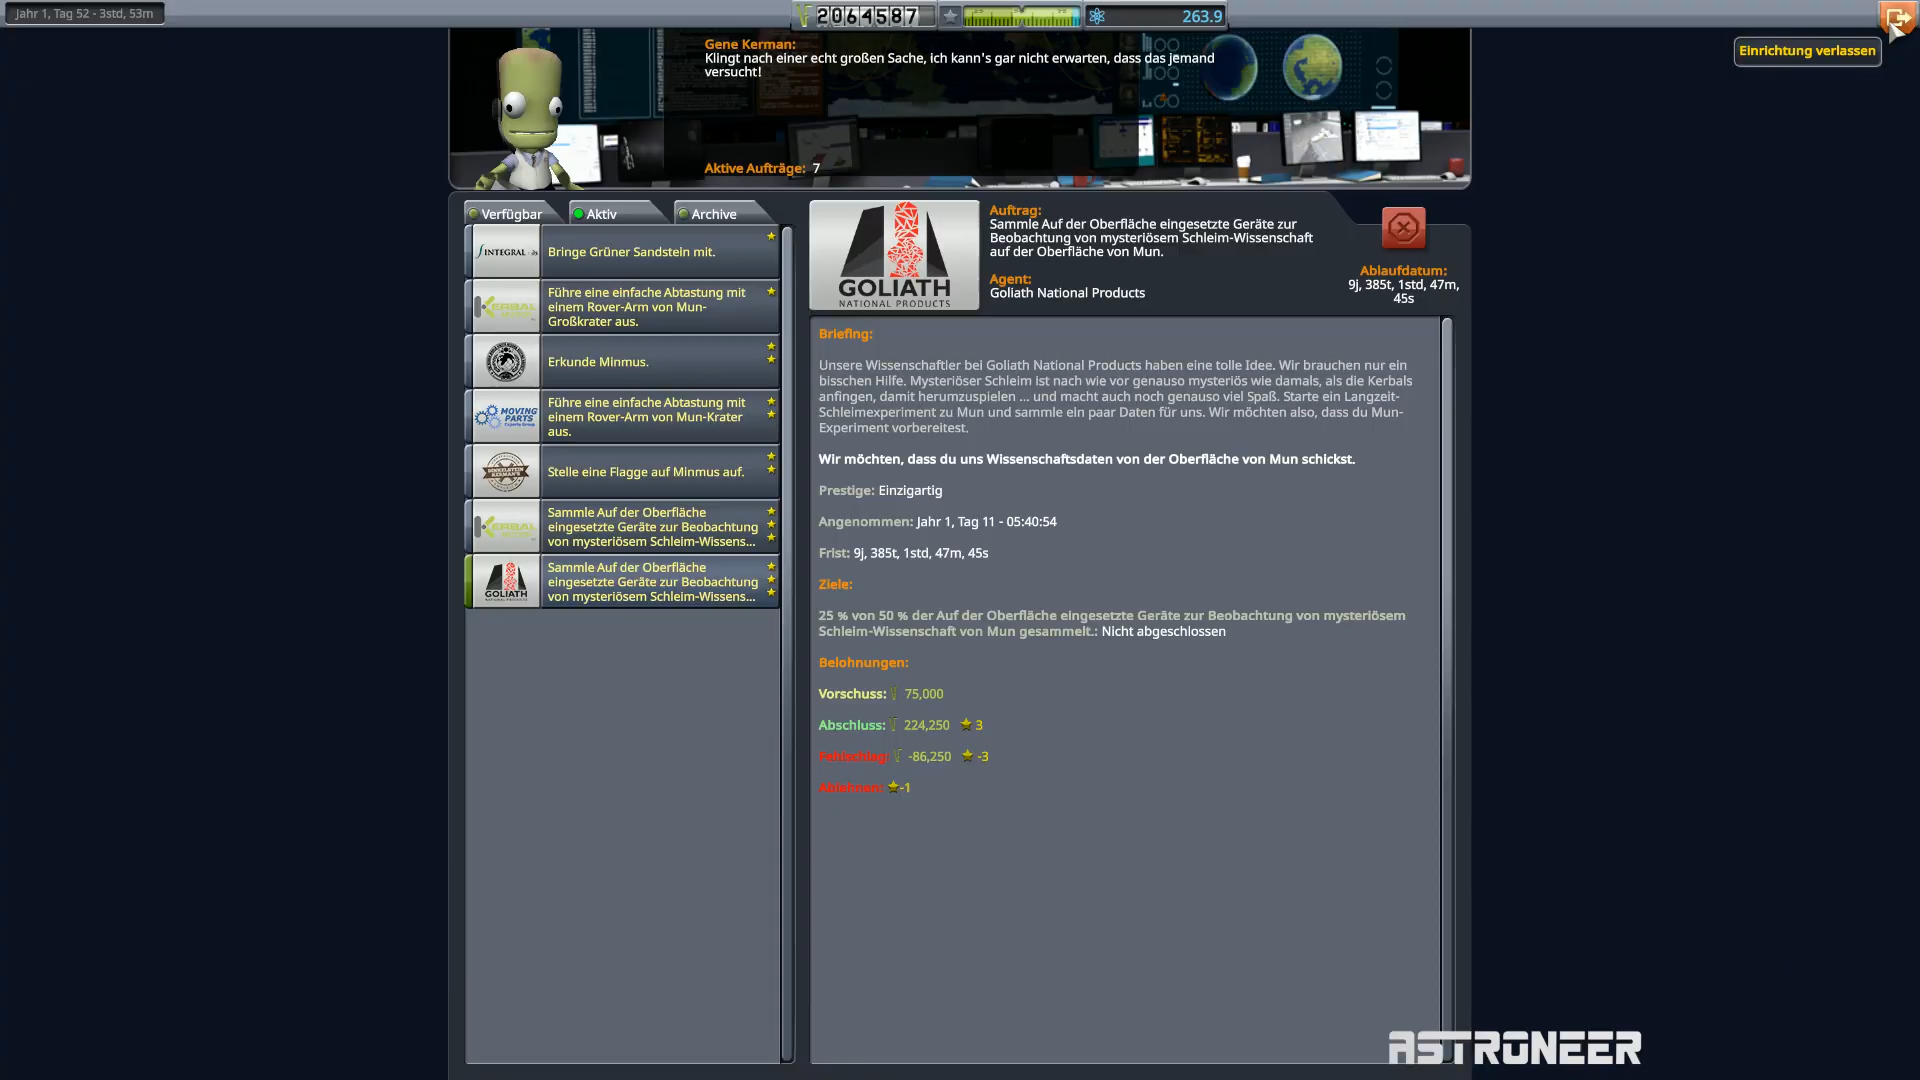 Jahr 1, Tag 52 - 3std, 53m
2064587
263.9
Einrichtung verlassen
Gene Kerman:
Klingt nach einer echt großen Sache, ich kann's gar nicht erwarten, dass das jemand
versucht!
Aktive Aufträge: 7
Verfügbar
Aktiv
Archive
INTEGRAL
Bringe Grüner Sandstein mit.
KERBAL
Führe eine einfache Abtastung mit
einem Rover-Arm von Mun-
Großkrater aus.
Erkunde Minmus.
MOVING
PARTS
Experts Group
Führe eine einfache Abtastung mit
einem Rover-Arm von Mun-Krater
aus.
Stelle eine Flagge auf Minmus auf.
KERBAL
Sammle Auf der Oberfläche
eingesetzte Geräte zur Beobachtung
von mysteriösem Schleim-Wissens...
GOLIATH
Sammle Auf der Oberfläche
eingesetzte Geräte zur Beobachtung
von mysteriösem Schleim-Wissens...
GOLIATH
NATIONAL PRODUCTS
Auftrag:
Sammle Auf der Oberfläche eingesetzte Geräte zur
Beobachtung von mysteriösem Schleim-Wissenschaft
auf der Oberfläche von Mun.
Agent:
Goliath National Products
Ablaufdatum:
9j, 385t, 1std, 47m,
45s
Briefing:
Unsere Wissenschaftler bei Goliath National Products haben eine tolle Idee. Wir brauchen nur ein
bisschen Hilfe. Mysteriöser Schleim ist nach wie vor genauso mysteriös wie damals, als die Kerbals
anfingen, damit herumzuspielen ... und macht auch noch genauso viel Spaß. Starte ein Langzeit-
Schleimexperiment zu Mun und sammle ein paar Daten für uns. Wir möchten also, dass du Mun-
Experiment vorbereitest.
Wir möchten, dass du uns Wissenschaftsdaten von der Oberfläche von Mun schickst.
Prestige: Einzigartig
Angenommen: Jahr 1, Tag 11 - 05:40:54
Frist: 9j, 385t, 1std, 47m, 45s
Ziele:
25 % von 50 % der Auf der Oberfläche eingesetzte Geräte zur Beobachtung von mysteriösem
Schleim-Wissenschaft von Mun gesammelt.: Nicht abgeschlossen
Belohnungen:
Vorschuss: 75,000
Abschluss: 224,250 3
Fehlschlag: -86,250 -3
Ablehnen: -1
ASTRONEER